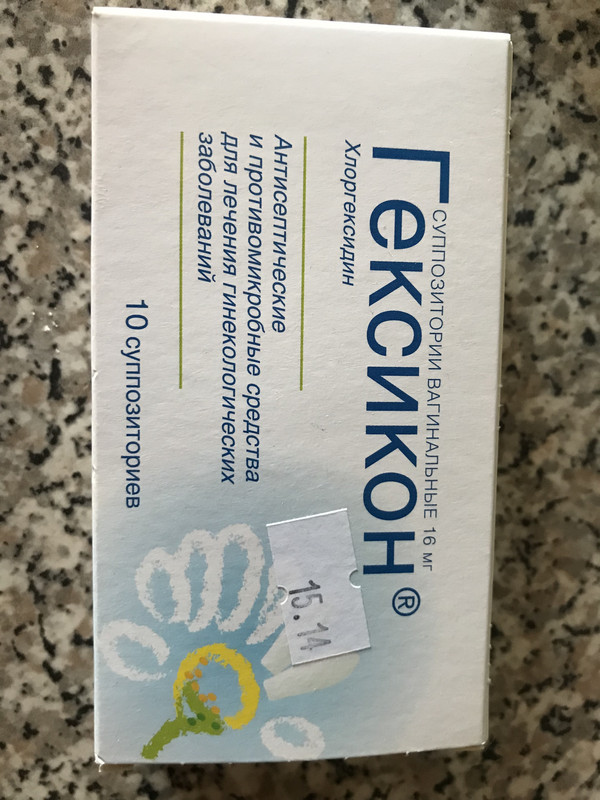 СУППОЗИТОРИИ ВАГИНАЛЬНЫЕ 16 МГ
Гексикон®
Хлоргексидин
Антисептические
и противомикробные средства
для лечения гинекологических
заболеваний
10 суппозиториев
15.14